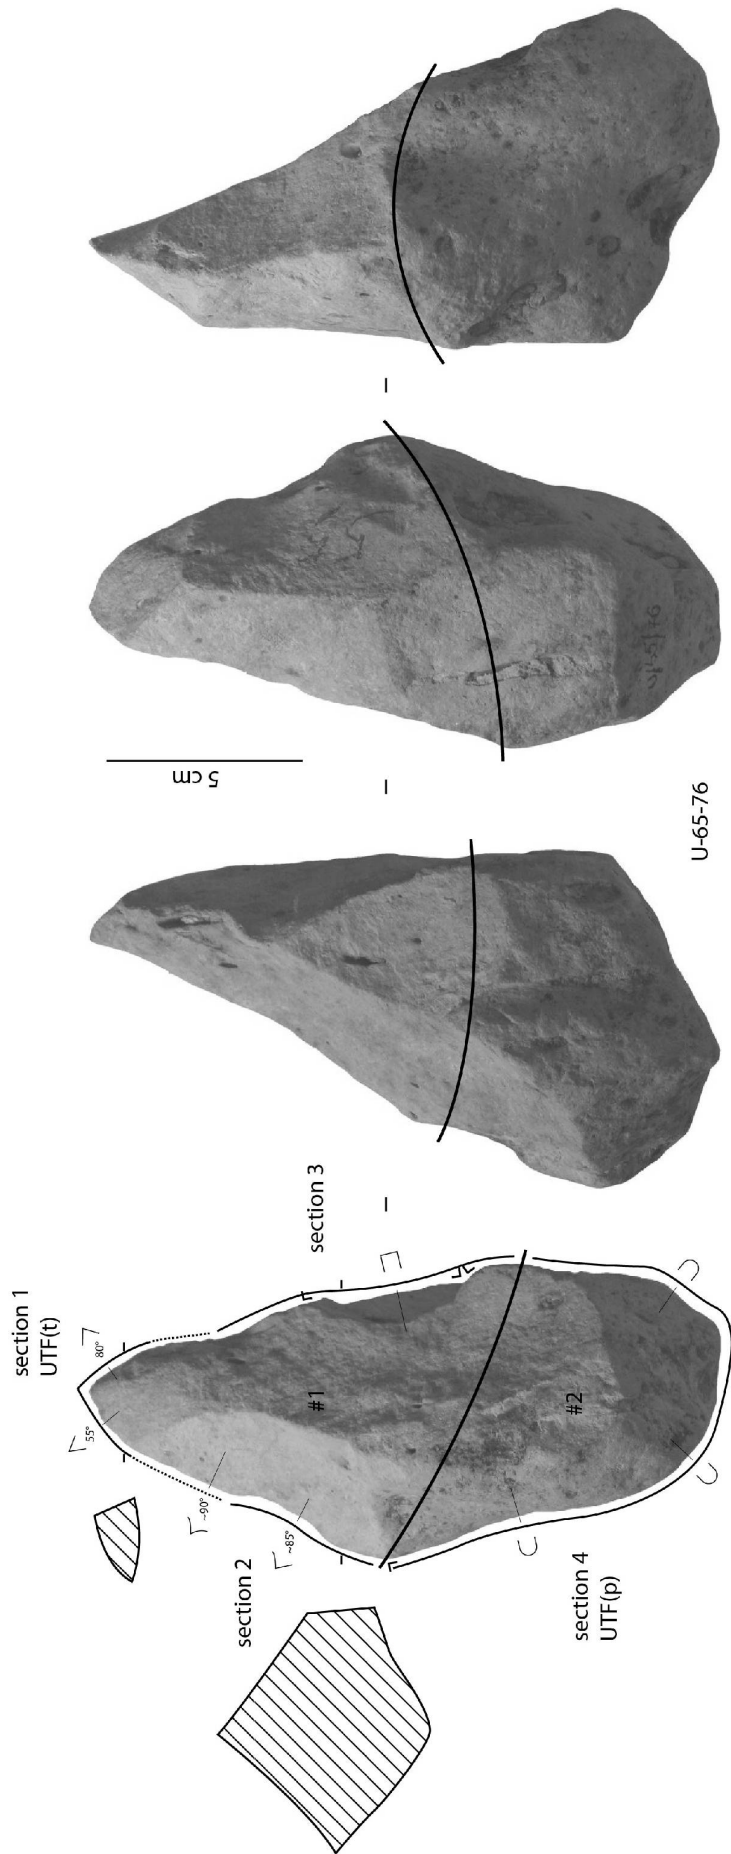 section 1
UTF(t)
80°
55°
~90°
~85°
section 2
section 3
#1
#2
section 4
UTF(p)
5 cm
U-65-76